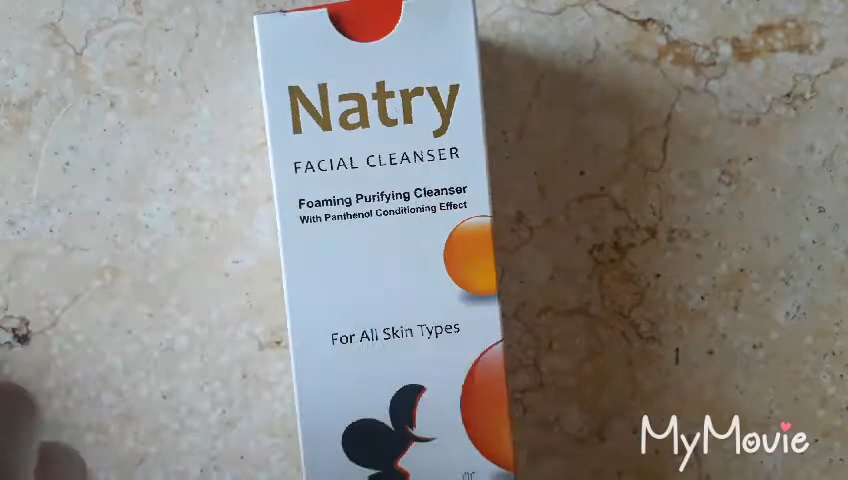 Natry
FACIAL CLEANSER
Foaming Purifying Cleanser
With Panthenol Conditioning Effect
For All Skin Types
MyMovie